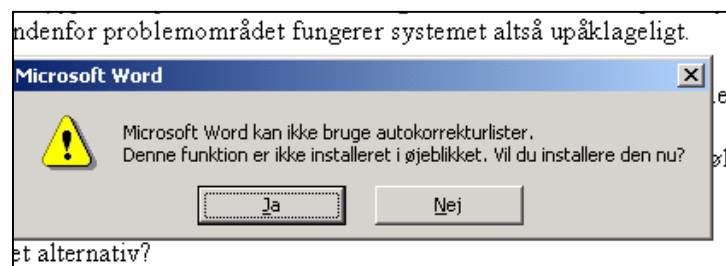 ndenfor problemområdet fungerer systemet altså upåklageligt.
Microsoft Word
Microsoft Word kan ikke bruge autokorrekturlister.
Denne funktion er ikke installeret i øjeblikket. Vil du installere den nu?
Ja
Nej
et alternativ?